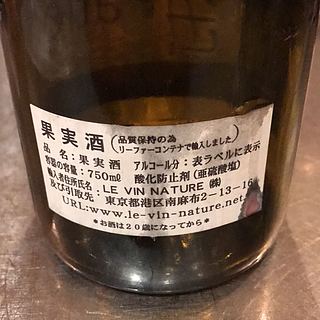 果実酒(品質保持の為
リーファーコンテナで輸入しました)
品名:果実酒 アルコール分:表ラベルに表示
容器の容量:750ml 酸化防止剤(亜硫酸塩)
輸入者住所氏名:LE VIN NATURE ㈱
及び引取先:東京都港区南麻布2-13-16
URL:www.le-vin-nature.net
*お酒は20歳になってから*